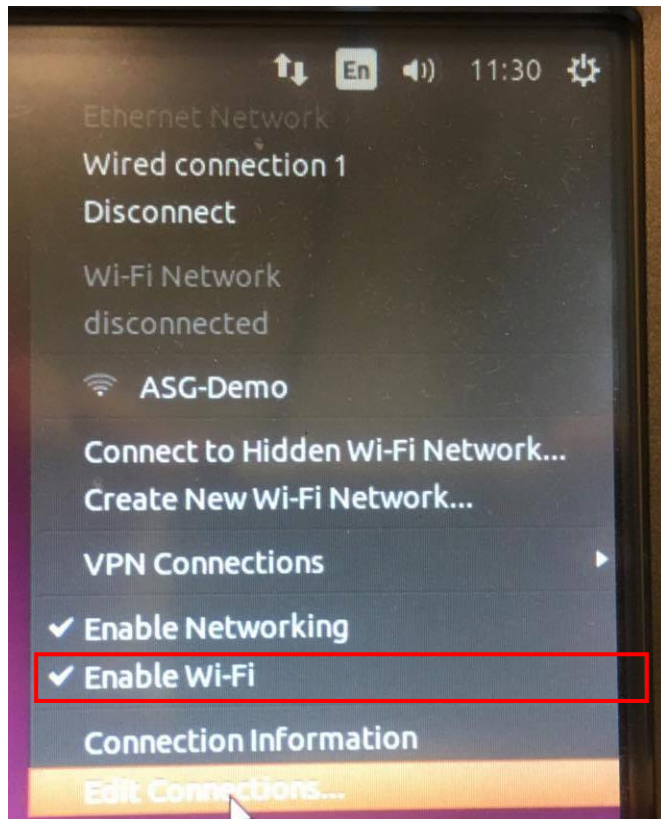 En 11:30
Ethernet Network
Wired connection 1
Disconnect
Wi-Fi Network
disconnected
ASG-Demo
Connect to Hidden Wi-Fi Network...
Create New Wi-Fi Network...
VPN Connections
Enable Networking
Enable Wi-Fi
Connection Information
Edit Connections...